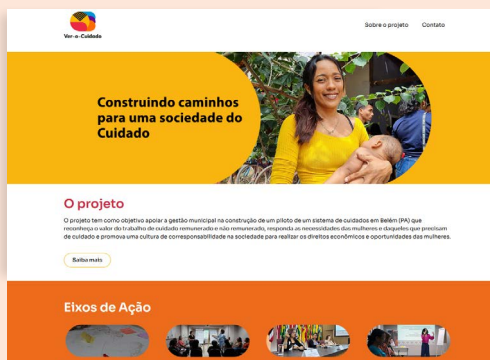 Ver-o-Cuidado
Sobre o projeto
Contato
Construindo caminhos
para uma sociedade do
Cuidado
O projeto
O projeto tem como objetivo apoiar a gestão municipal na construção de um piloto de um sistema de cuidados em Belém (PA) que
reconheça o valor do trabalho de cuidado remunerado e não remunerado, responda as necessidades das mulheres e daqueles que precisam
de cuidado e promova uma cultura de corresponsabilidade na sociedade para realizar os direitos econômicos e oportunidades das mulheres.
Saiba mais
Eixos de Ação